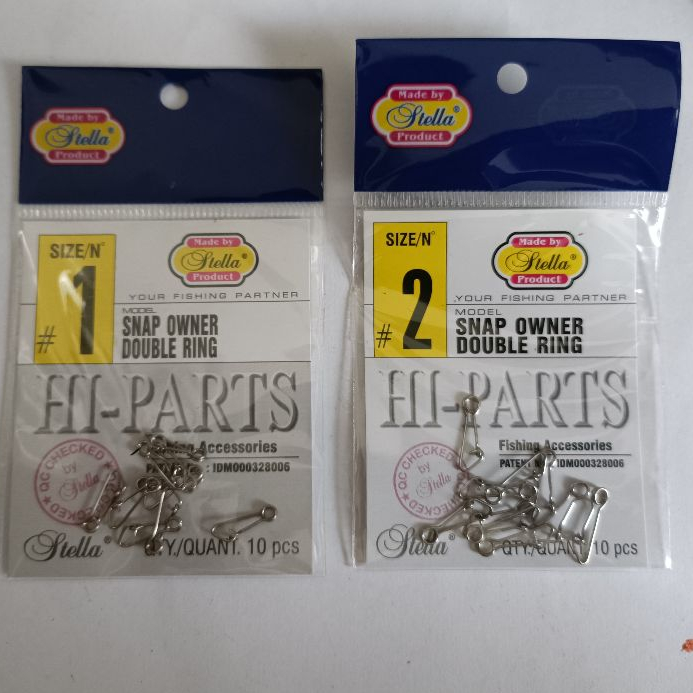 Made by
Stella®
Product
SIZE/N°
# 1
Made by
Stella®
Product
YOUR FISHING PARTNER
MODEL
SNAP OWNER
DOUBLE RING
HI-PARTS
Fishing Accessories
: IDM000328006
QC CHECKED
by
Stella
Stella®
QTY./QUANT. 10 pcs
Made by
Stella®
Product
SIZE/N°
# 2
Made by
Stella®
Product
YOUR FISHING PARTNER
MODEL
SNAP OWNER
DOUBLE RING
HI-PARTS
Fishing Accessories
PATENT : IDM000328006
QC CHECKED
by
Stella
Stella®
QTY./QUANT. 10 pcs